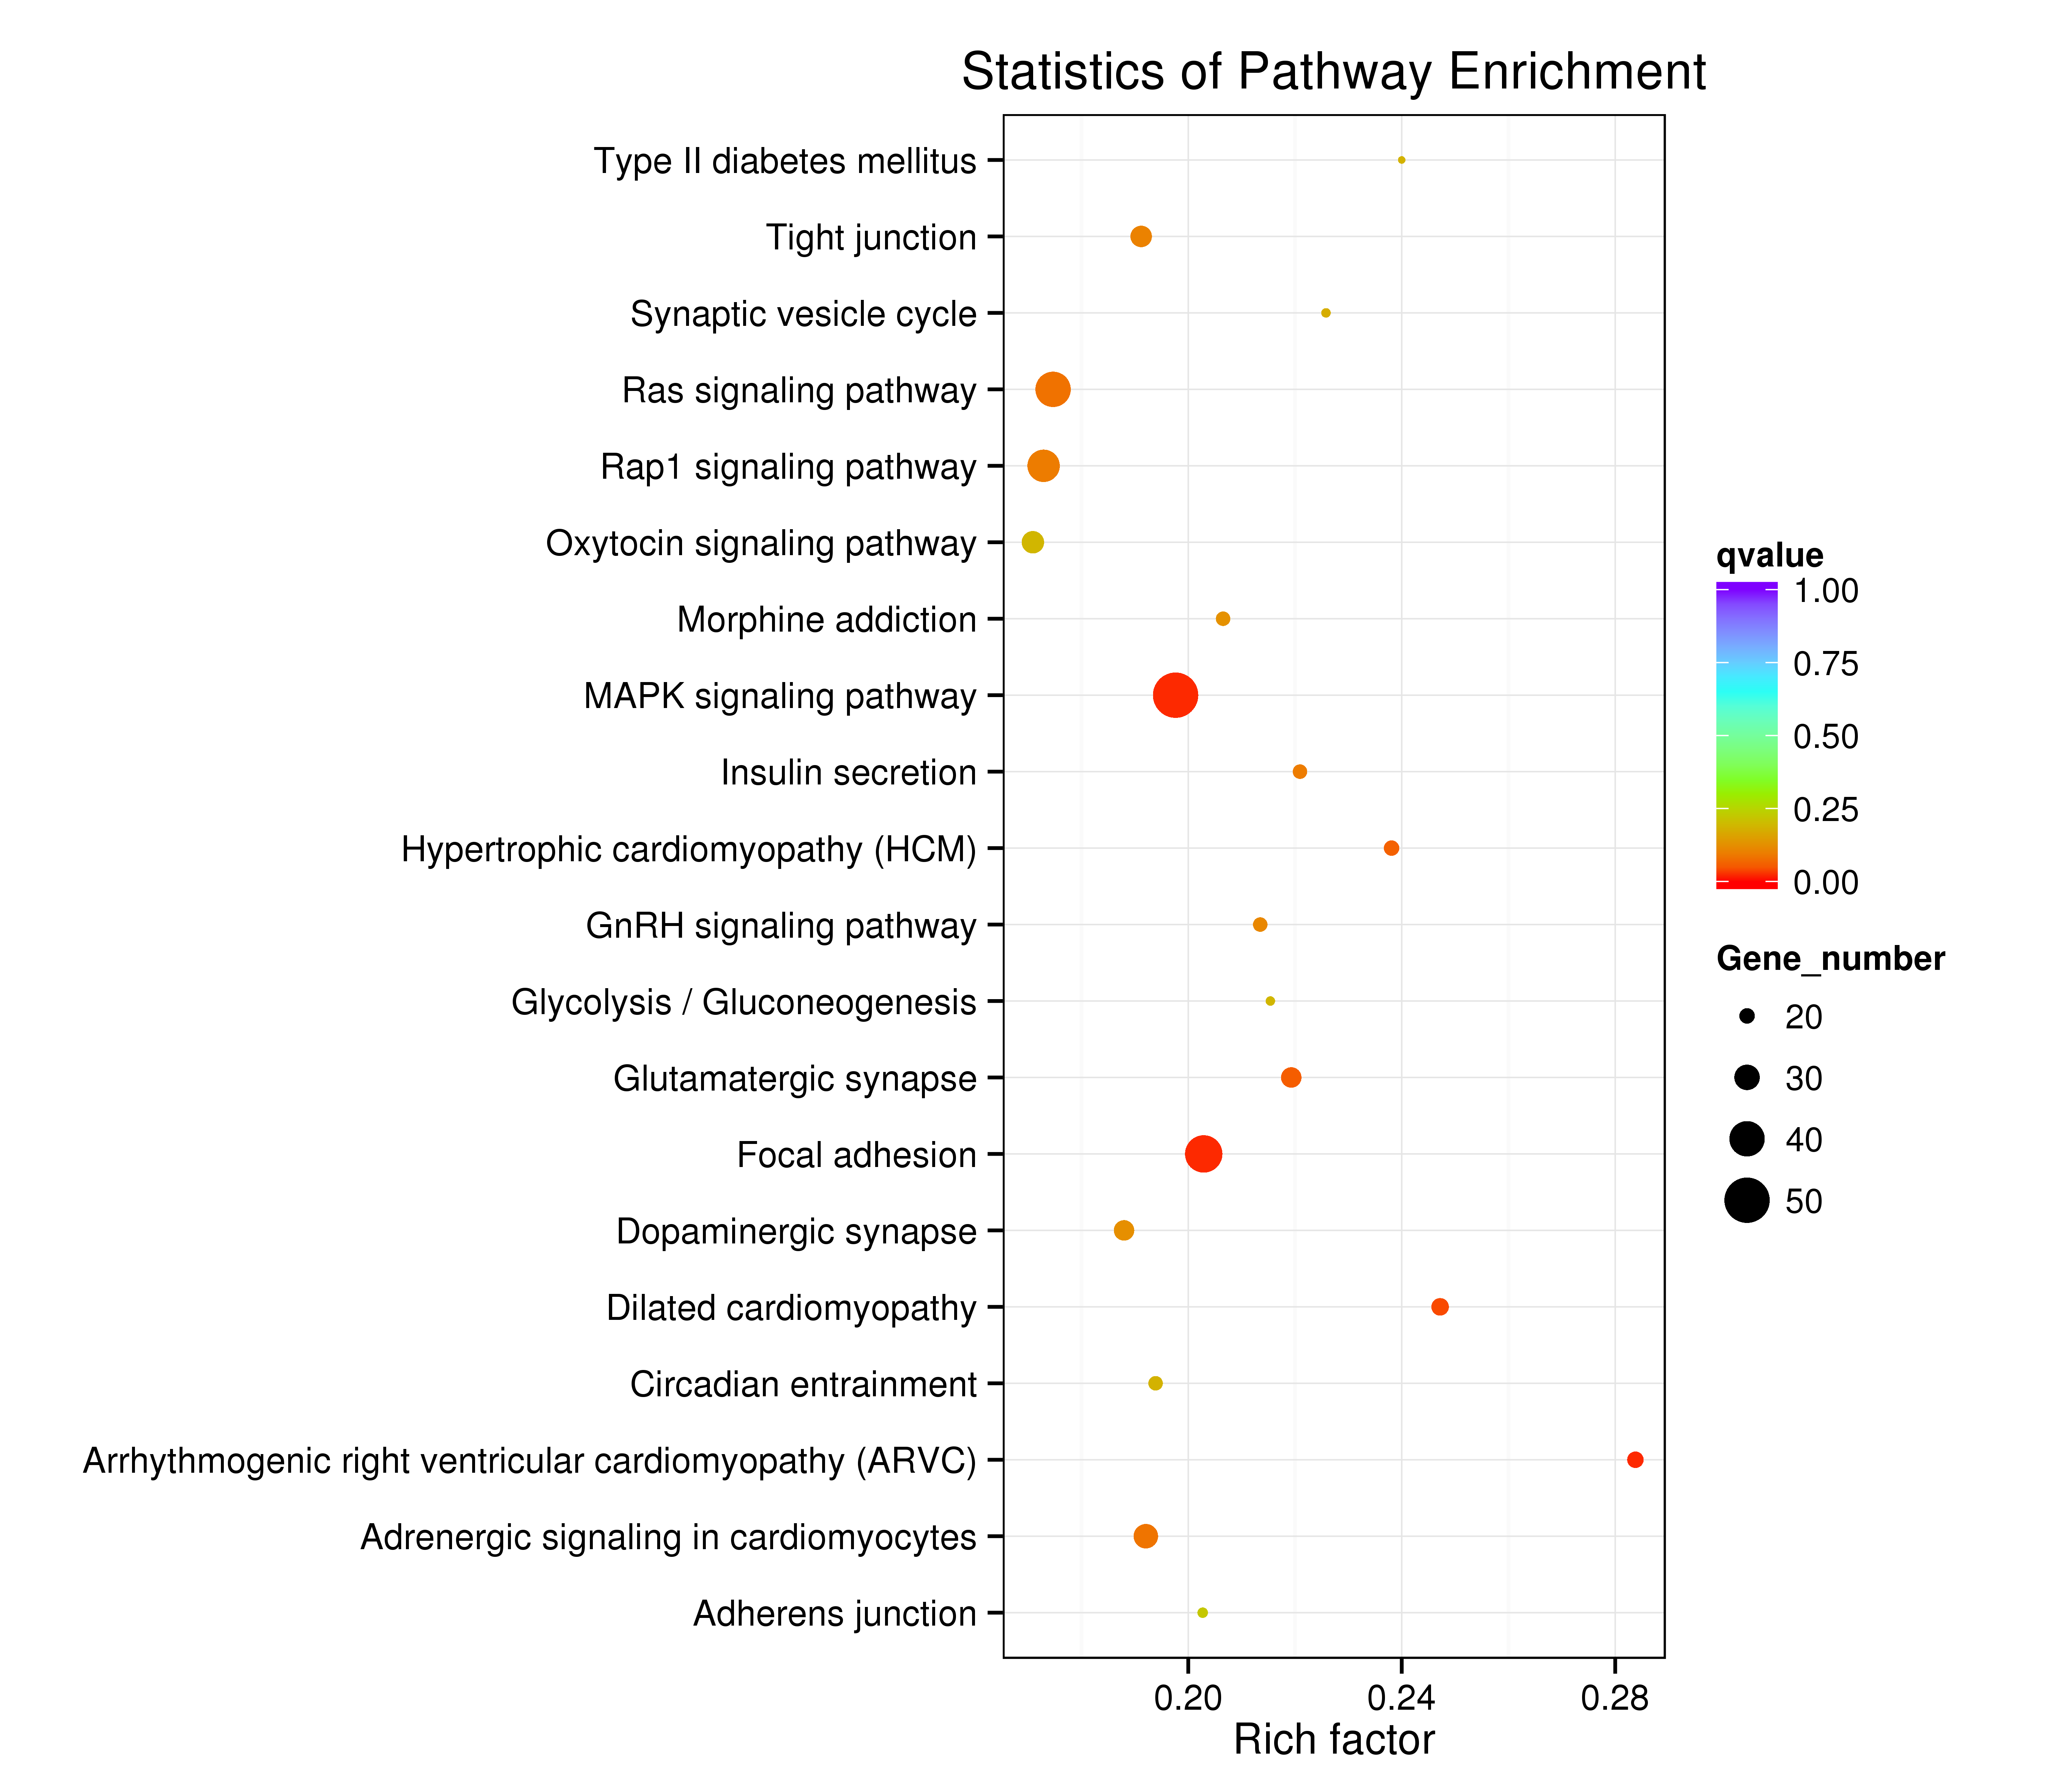 Statistics of Pathway Enrichment
Type II diabetes mellitus
Tight junction
Synaptic vesicle cycle
Ras signaling pathway
Rap1 signaling pathway
Oxytocin signaling pathway
Morphine addiction
MAPK signaling pathway
Insulin secretion
Hypertrophic cardiomyopathy (HCM)
GnRH signaling pathway
Glycolysis / Gluconeogenesis
Glutamatergic synapse
Focal adhesion
Dopaminergic synapse
Dilated cardiomyopathy
Circadian entrainment
Arrhythmogenic right ventricular cardiomyopathy (ARVC)
Adrenergic signaling in cardiomyocytes
Adherens junction
0.20 0.24 0.28
Rich factor
qvalue
1.00
0.75
0.50
0.25
0.00
Gene_number
20
30
40
50